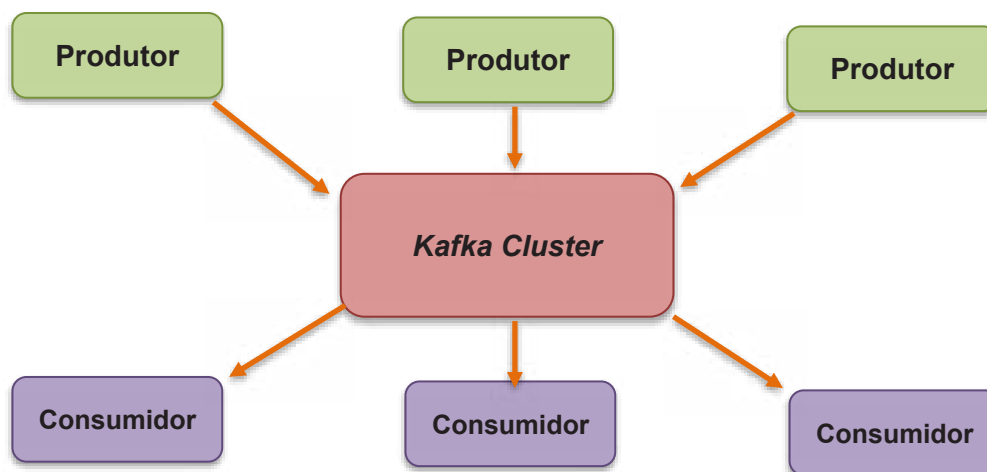 Produtor
Produtor
Produtor
Kafka Cluster
Consumidor
Consumidor
Consumidor